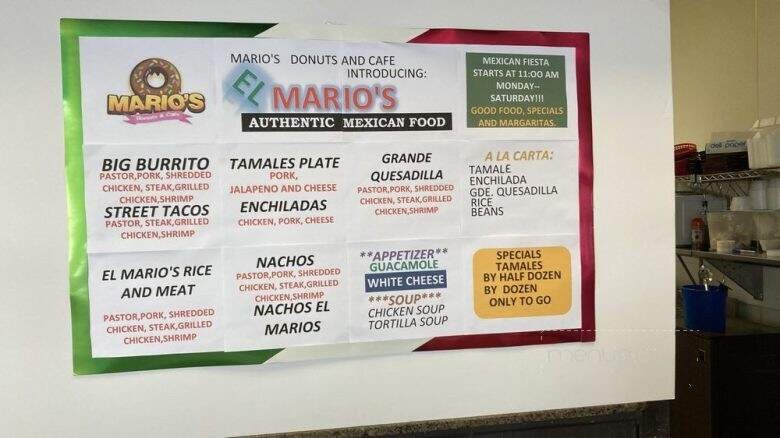 MARIO'S
Donuts & Cafe
MARIO'S DONUTS AND CAFE
INTRODUCING:
EL MARIO'S
AUTHENTIC MEXICAN FOOD
MEXICAN FIESTA
STARTS AT 11:00 AM
MONDAY--
SATURDAY!!!
GOOD FOOD, SPECIALS
AND MARGARITAS.
BIG BURRITO
PASTOR,PORK, SHREDDED
CHICKEN, STEAK,GRILLED
CHICKEN,SHRIMP
STREET TACOS
PASTOR, STEAK,GRILLED
CHICKEN,SHRIMP
TAMALES PLATE
PORK,
JALAPENO AND CHEESE
ENCHILADAS
CHICKEN, PORK, CHEESE
GRANDE
QUESADILLA
PASTOR,PORK, SHREDDED
CHICKEN, STEAK,GRILLED
CHICKEN,SHRIMP
A LA CARTA:
TAMALE
ENCHILADA
GDE. QUESADILLA
RICE
BEANS
EL MARIO'S RICE
AND MEAT
PASTOR,PORK, SHREDDED
CHICKEN, STEAK,GRILLED
CHICKEN,SHRIMP
NACHOS
PASTOR,PORK, SHREDDED
CHICKEN, STEAK,GRILLED
CHICKEN,SHRIMP
NACHOS EL
MARIOS
**APPETIZER**
GUACAMOLE
WHITE CHEESE
***SOUP***
CHICKEN SOUP
TORTILLA SOUP
SPECIALS
TAMALES
BY HALF DOZEN
BY DOZEN
ONLY TO GO